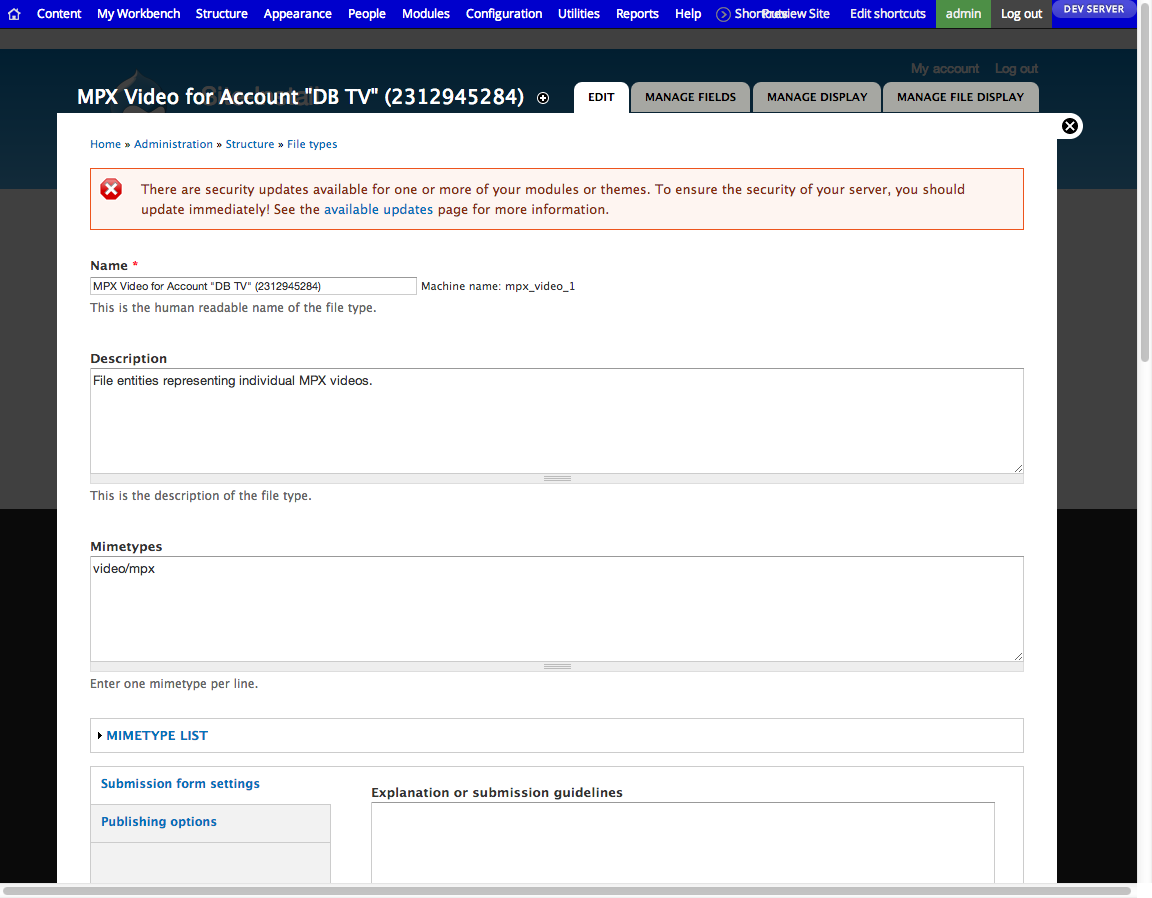 Content My Workbench Structure Appearance People Modules Configuration Utilities Reports Help Shortcuts Preview Site Edit shortcuts admin Log out DEV SERVER
My account Log out
MPX Video for Account "DB TV" (2312945284) EDIT MANAGE FIELDS MANAGE DISPLAY MANAGE FILE DISPLAY
Home » Administration » Structure » File types
There are security updates available for one or more of your modules or themes. To ensure the security of your server, you should
update immediately! See the available updates page for more information.
Name *
MPX Video for Account "DB TV" (2312945284) Machine name: mpx_video_1
This is the human readable name of the file type.
Description
File entities representing individual MPX videos.
This is the description of the file type.
Mimetypes
video/mpx
Enter one mimetype per line.
MIMETYPE LIST
Submission form settings
Explanation or submission guidelines
Publishing options